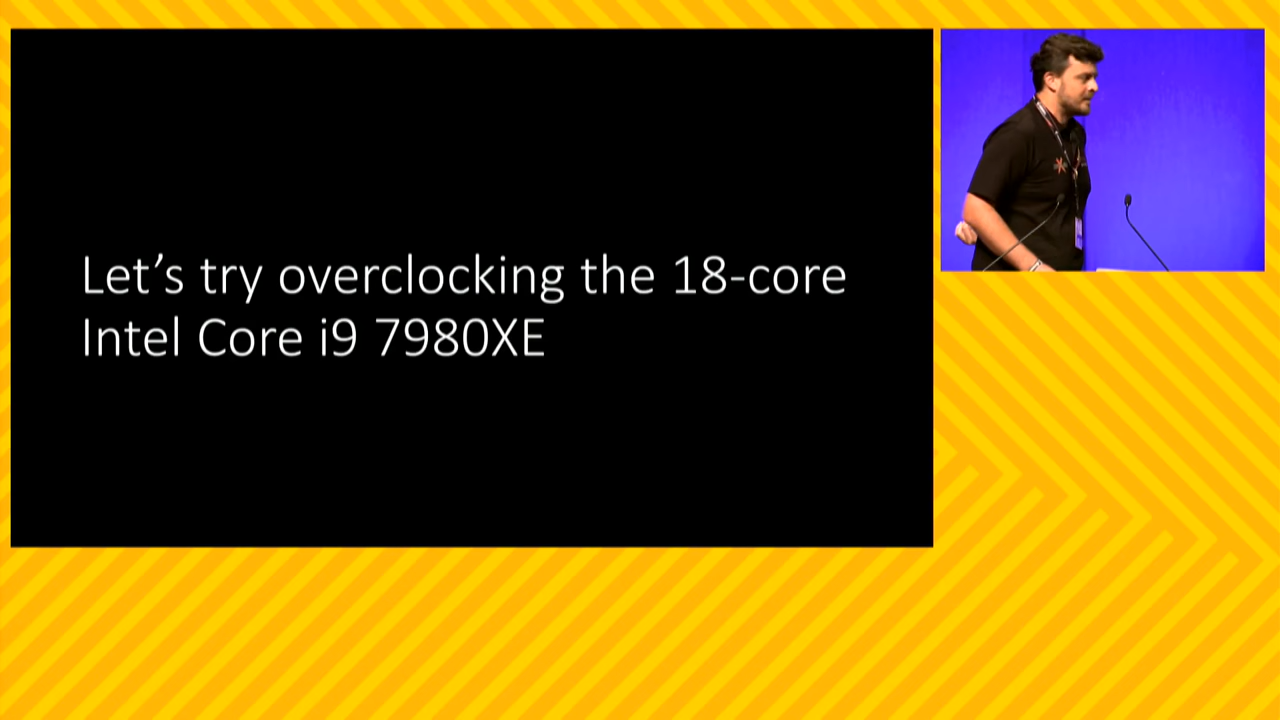 Let’s try overclocking the 18-core
Intel Core i9 7980XE